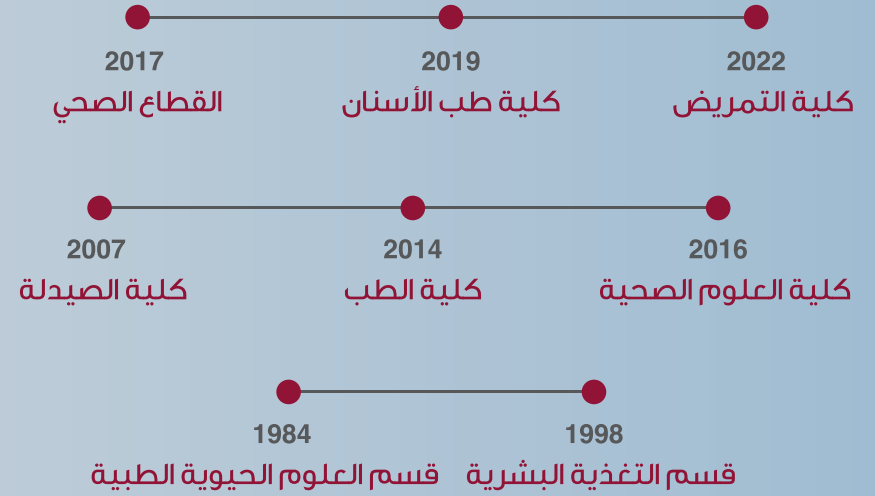 2017
القطاع الصحي
2019
كلية طب الأسنان
2022
كلية التمريض
2007
كلية الصيدلة
2014
كلية الطب
2016
كلية العلوم الصحية
1984
قسم العلوم الحيوية الطبية
1998
قسم التغذية البشرية